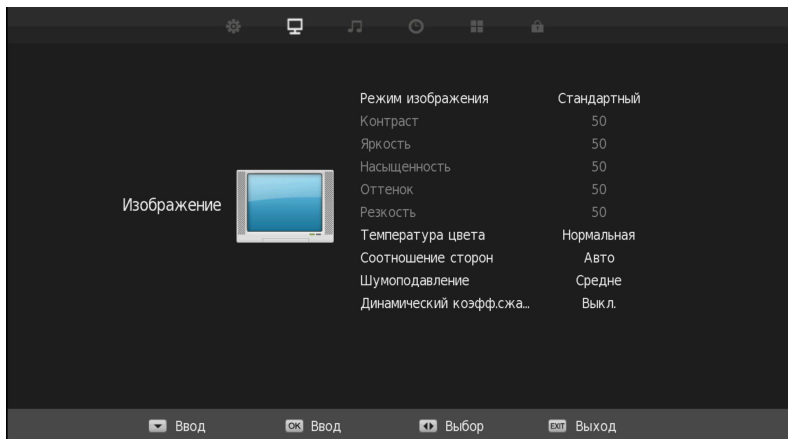 Режим изображения Стандартный
Контраст 50
Яркость 50
Насыщенность 50
Оттенок 50
Резкость 50
Изображение
Температура цвета Нормальная
Соотношение сторон Авто
Шумоподавление Средне
Динамический коэфф.сжа... Выкл.
Ввод OK Ввод Выбор EXIT Выход